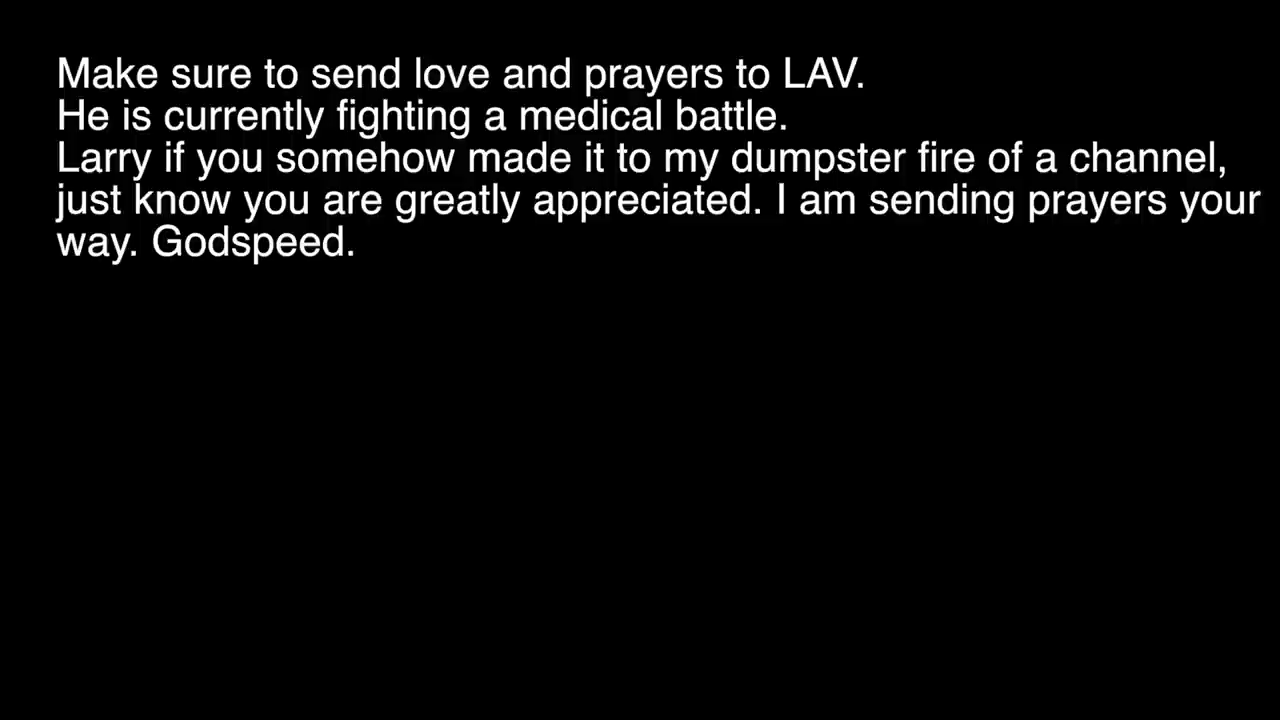 Make sure to send love and prayers to LAV.
He is currently fighting a medical battle.
Larry if you somehow made it to my dumpster fire of a channel,
just know you are greatly appreciated. I am sending prayers your
way. Godspeed.